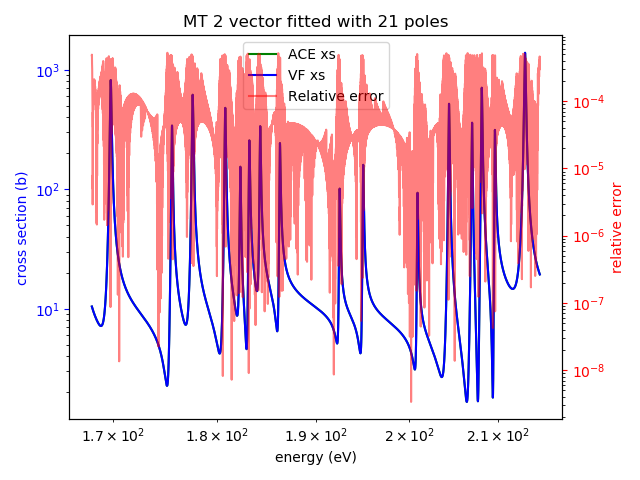 MT 2 vector fitted with 21 poles
ACE xs
VF xs
Relative error
cross section (b)
10³
10²
10¹
relative error
10⁻⁴
10⁻⁵
10⁻⁶
10⁻⁷
10⁻⁸
1.7 × 10² 1.8 × 10² 1.9 × 10² 2 × 10² 2.1 × 10²
energy (eV)